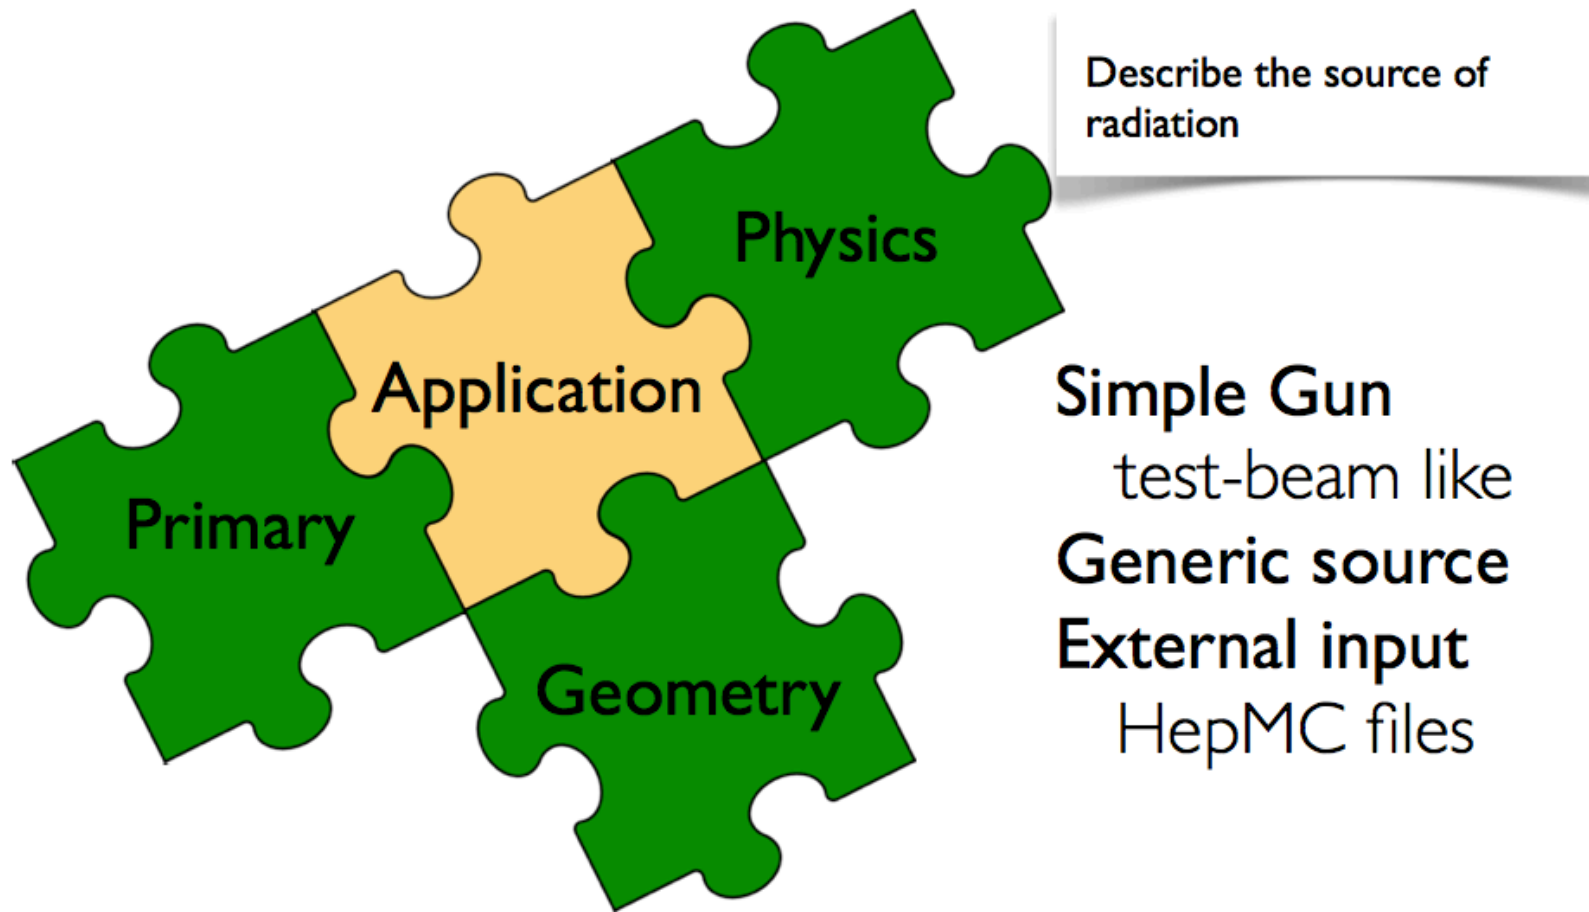 Describe the source of
radiation
Physics
Application
Primary
Geometry
Simple Gun
test-beam like
Generic source
External input
HepMC files